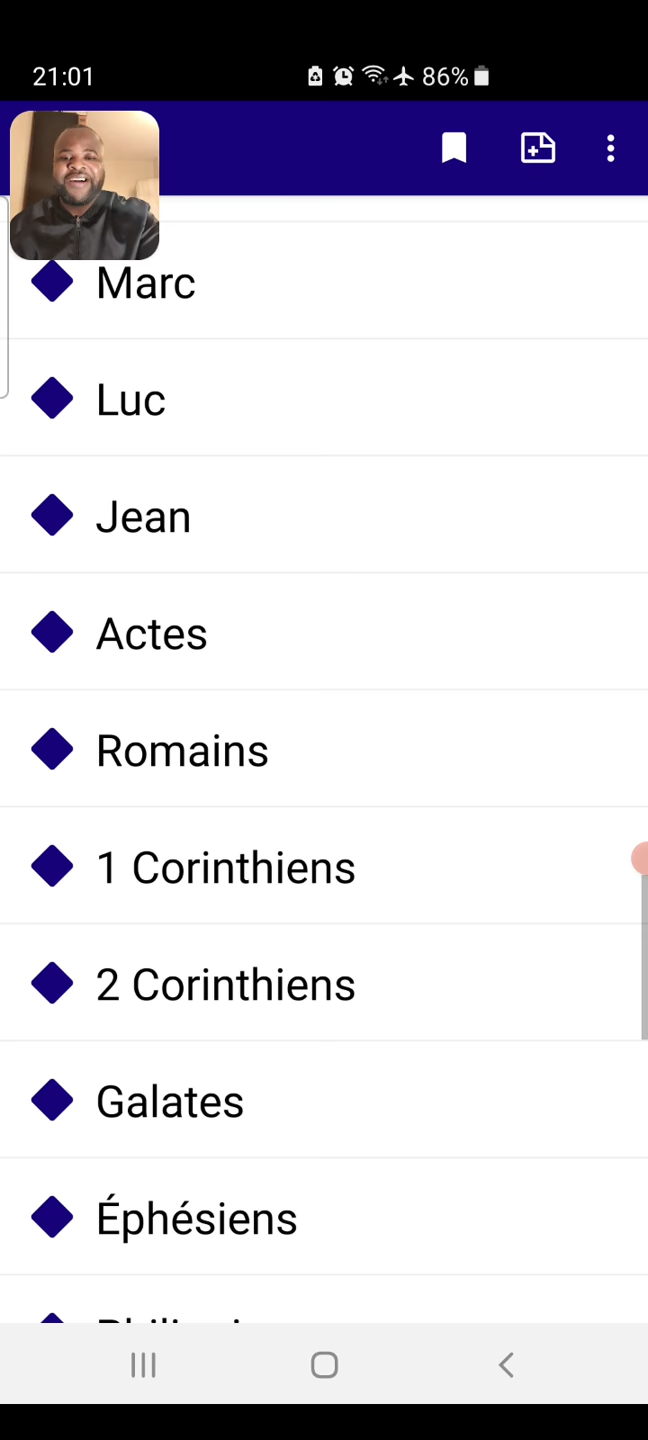 21:01
86%
Marc
Luc
Jean
Actes
Romains
1 Corinthiens
2 Corinthiens
Galates
Éphésiens